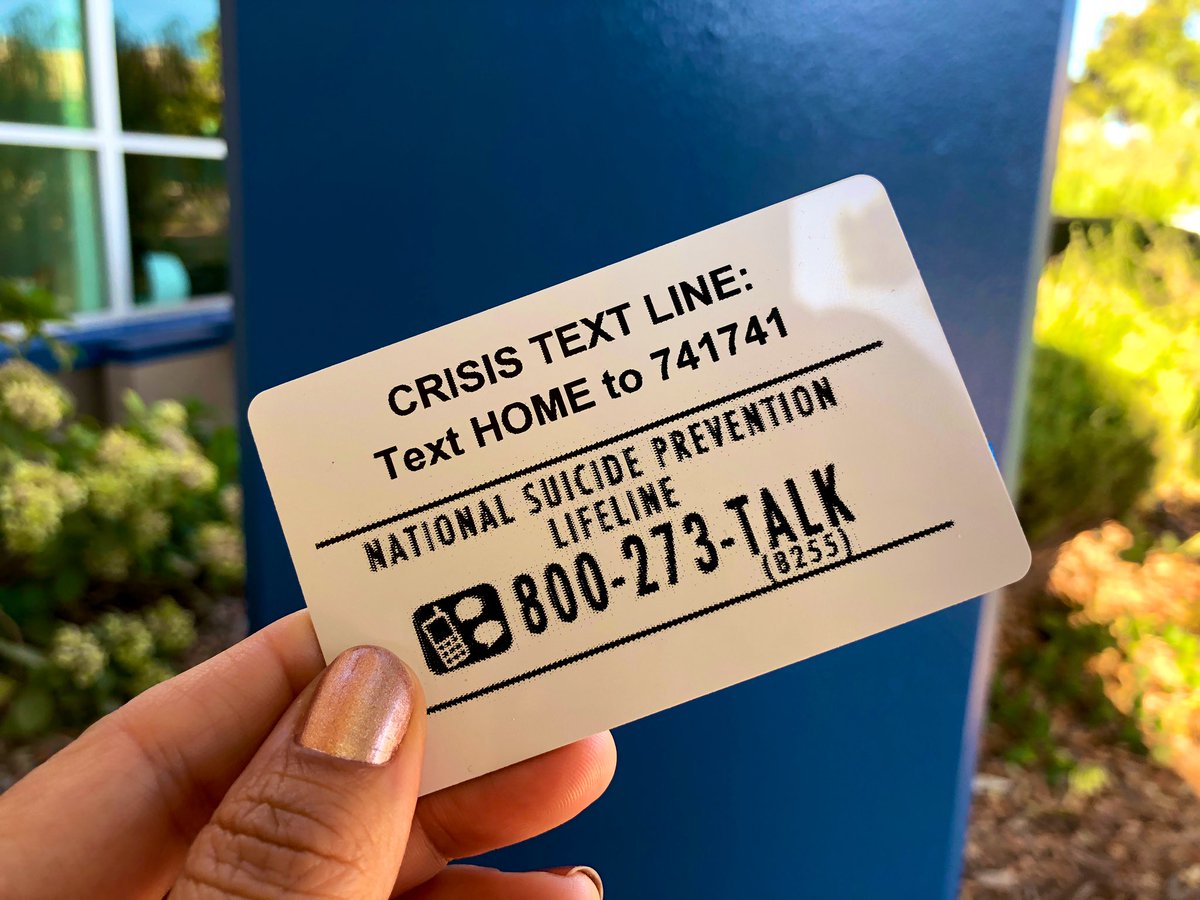 CRISIS TEXT LINE:
Text HOME to 741741
NATIONAL SUICIDE PREVENTION
LIFELINE
800-273-TALK
(8255)